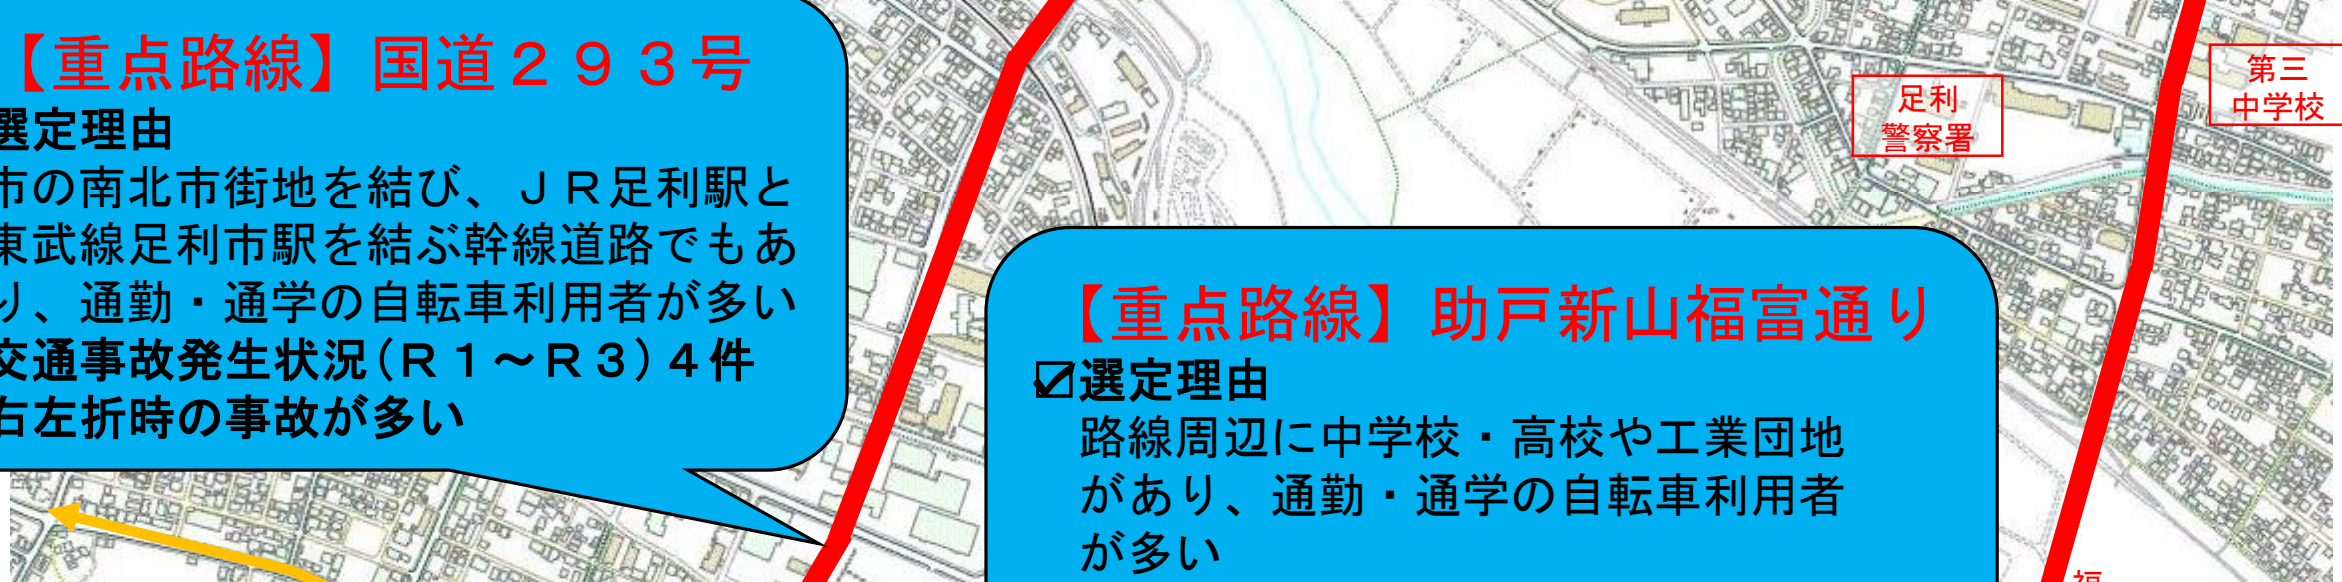 【重点路線】国道２９３号
選定理由
市の南北市街地を結び、ＪＲ足利駅と
東武線足利市駅を結ぶ幹線道路でもあ
り、通勤・通学の自転車利用者が多い
交通事故発生状況(Ｒ１～Ｒ３)４件
右左折時の事故が多い
【重点路線】助戸新山福富通り
☑選定理由
路線周辺に中学校・高校や工業団地
があり、通勤・通学の自転車利用者
が多い
足利
警察署
第三
中学校
福